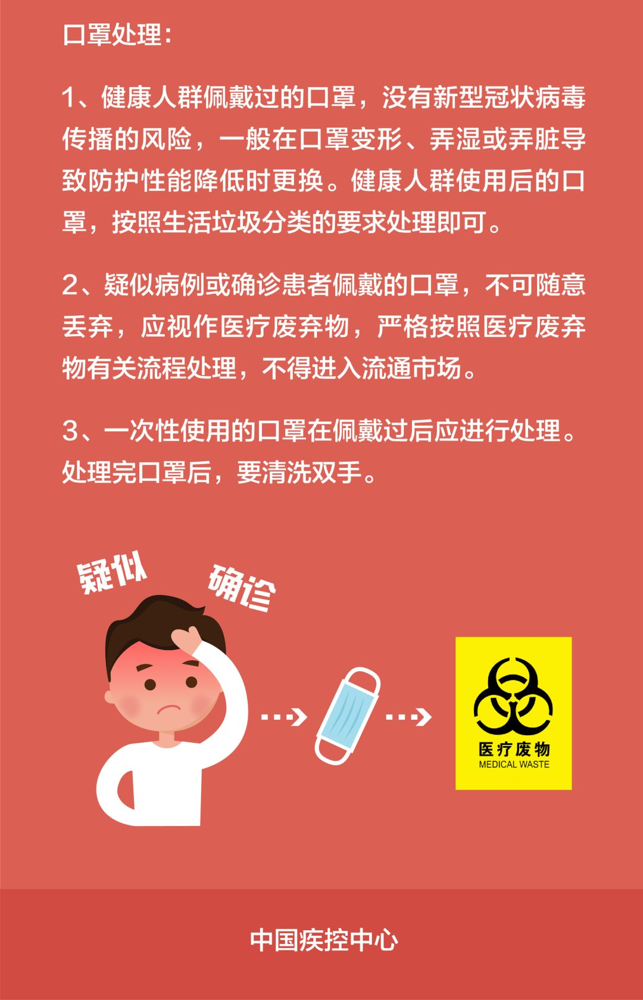 口罩处理：
1、健康人群佩戴过的口罩，没有新型冠状病毒
传播的风险，一般在口罩变形、弄湿或弄脏导
致防护性能降低时更换。健康人群使用后的口
罩，按照生活垃圾分类的要求处理即可。
2、疑似病例或确诊患者佩戴的口罩，不可随意
丢弃，应视作医疗废弃物，严格按照医疗废弃
物有关流程处理，不得进入流通市场。
3、一次性使用的口罩在佩戴过后应进行处理。
处理完口罩后，要清洗双手。
疑似
确诊
医疗废物
MEDICAL WASTE
中国疾控中心